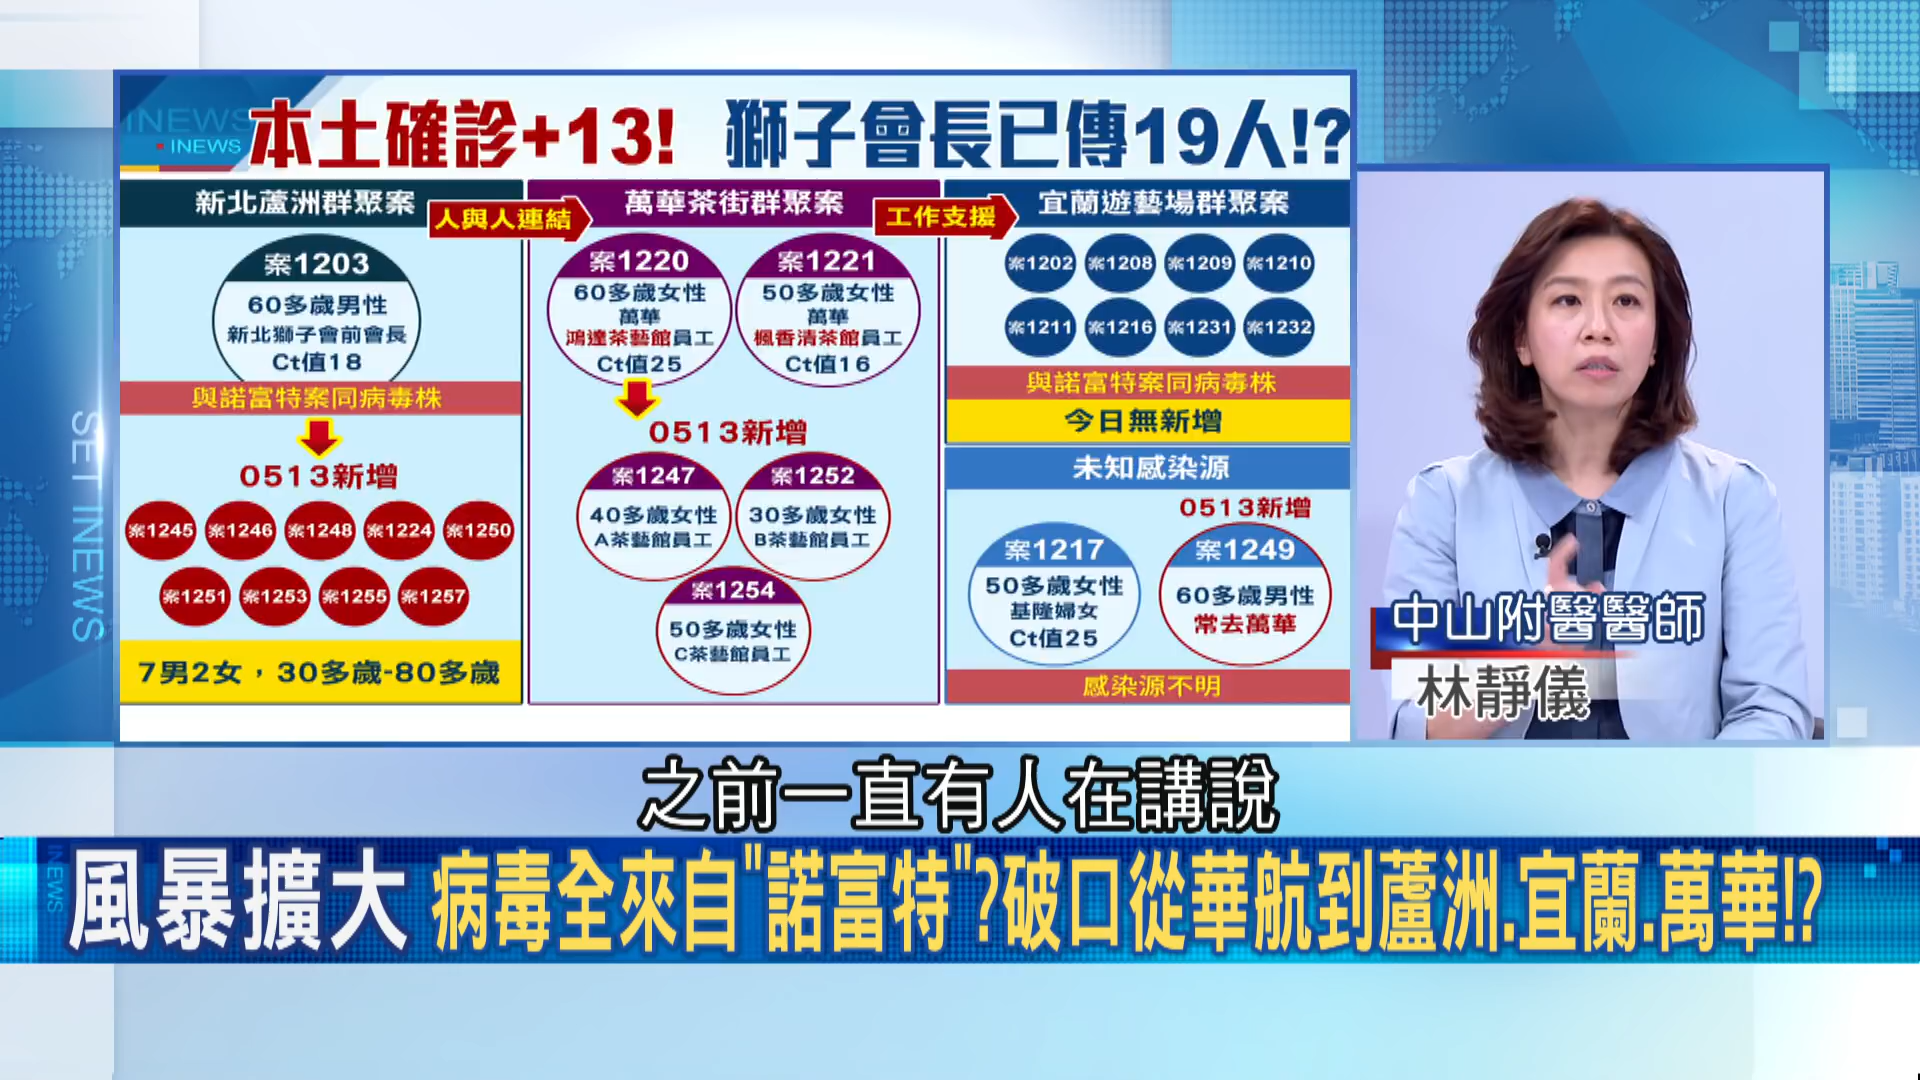 INEWS
INEWS
本土確診+13! 獅子會長已傳19人!?
新北蘆洲群聚案
人與人連結
案1203
60多歲男性
新北獅子會前會長
Ct值18
與諾富特案同病毒株
0513新增
案1245 案1246 案1248 案1224 案1250
案1251 案1253 案1255 案1257
7男2女，30多歲-80多歲
萬華茶街群聚案
工作支援
案1220
60多歲女性
萬華
鴻達茶藝館員工
Ct值25
案1221
50多歲女性
萬華
楓香清茶館員工
Ct值16
0513新增
案1247
40多歲女性
A茶藝館員工
案1252
30多歲女性
B茶藝館員工
案1254
50多歲女性
C茶藝館員工
宜蘭遊藝場群聚案
案1202 案1208 案1209 案1210
案1211 案1216 案1231 案1232
與諾富特案同病毒株
今日無新增
未知感染源
案1217
50多歲女性
基隆婦女
Ct值25
0513新增
案1249
60多歲男性
常去萬華
感染源不明
中山附醫醫師
林靜儀
SET INEWS
之前一直有人在講說
INEWS
風暴擴大 病毒全來自"諾富特"?破口從華航到蘆洲.宜蘭.萬華!?